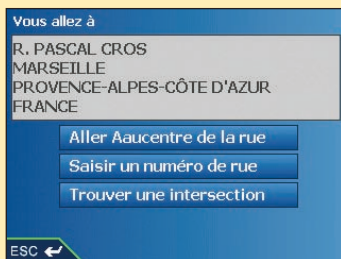 Vous allez à
R. PASCAL CROS
MARSEILLE
PROVENCE-ALPES-CÔTE D'AZUR
FRANCE
Aller Aaucentre de la rue
Saisir un numéro de rue
Trouver une intersection
ESC